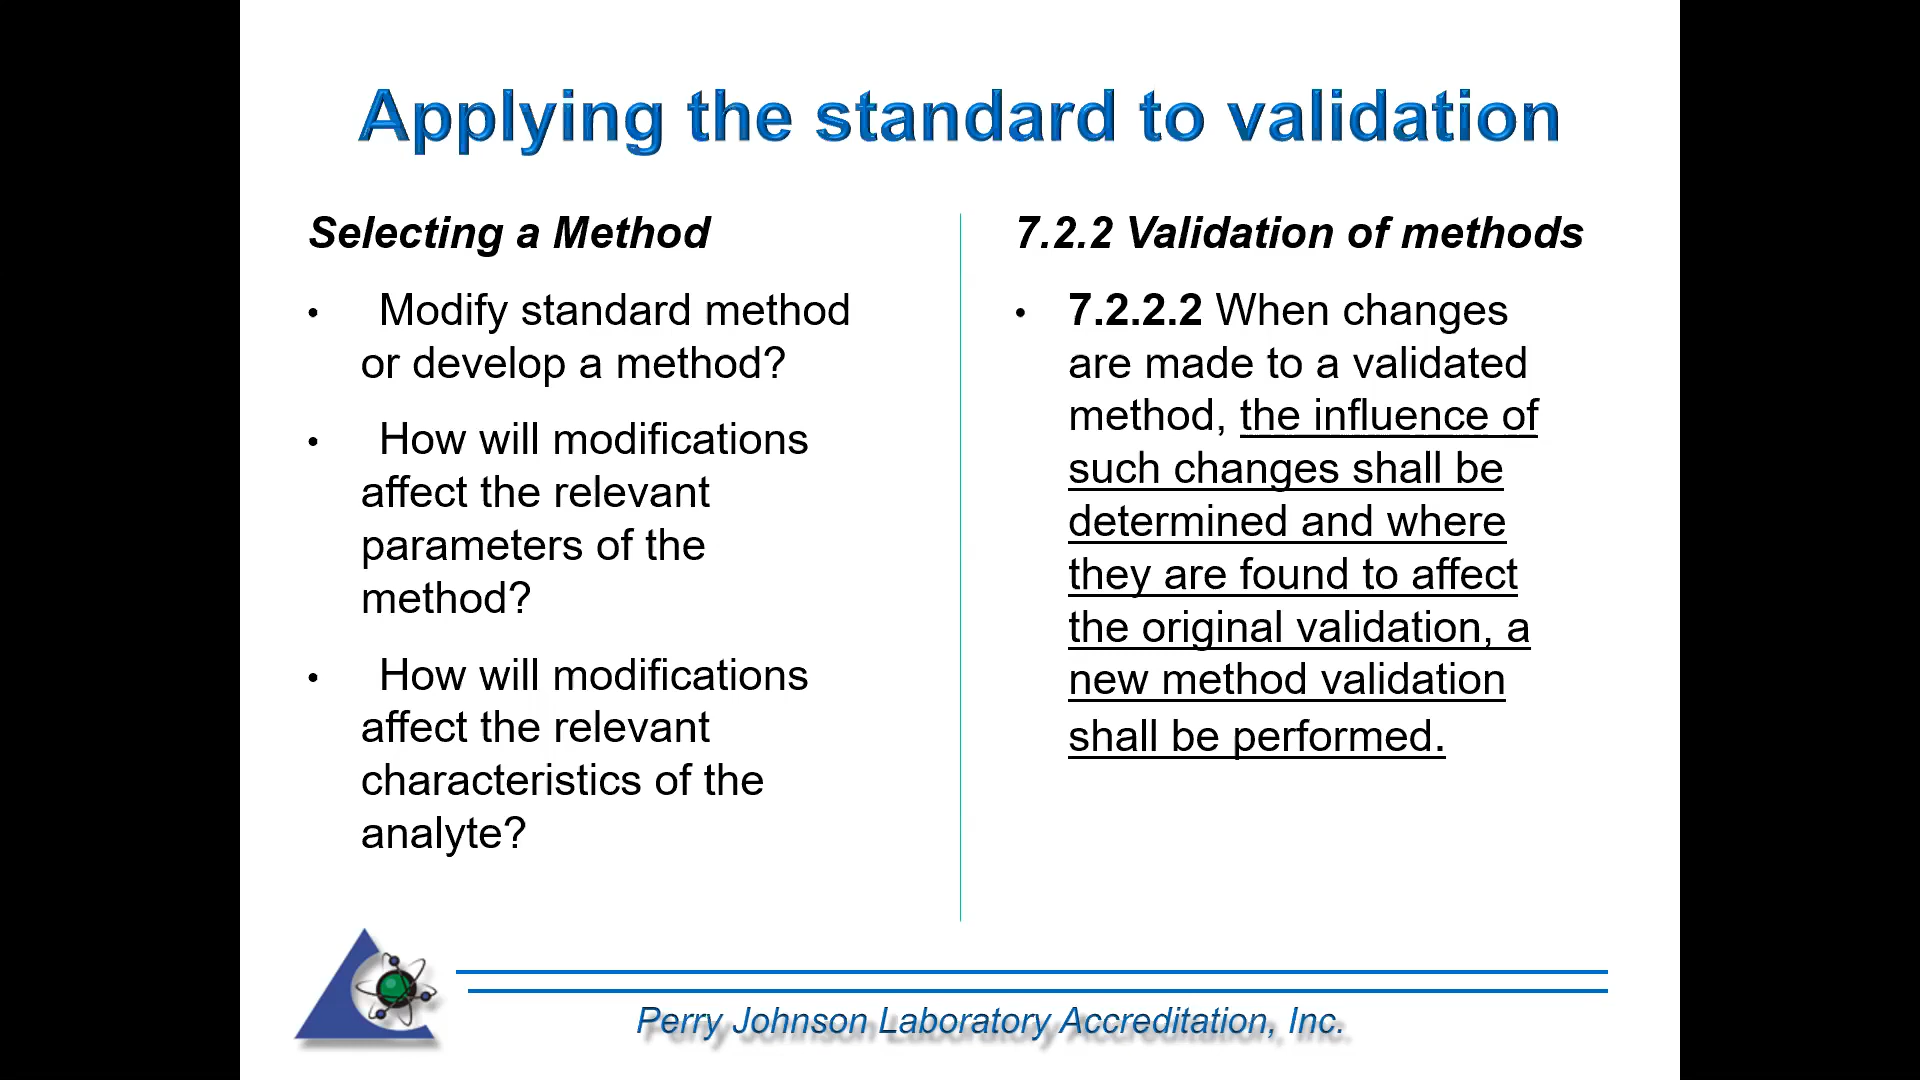 Applying the standard to validation
Selecting a Method
• Modify standard method
or develop a method?
• How will modifications
affect the relevant
parameters of the
method?
• How will modifications
affect the relevant
characteristics of the
analyte?
7.2.2 Validation of methods
• 7.2.2.2 When changes
are made to a validated
method, the influence of
such changes shall be
determined and where
they are found to affect
the original validation, a
new method validation
shall be performed.
Perry Johnson Laboratory Accreditation, Inc.